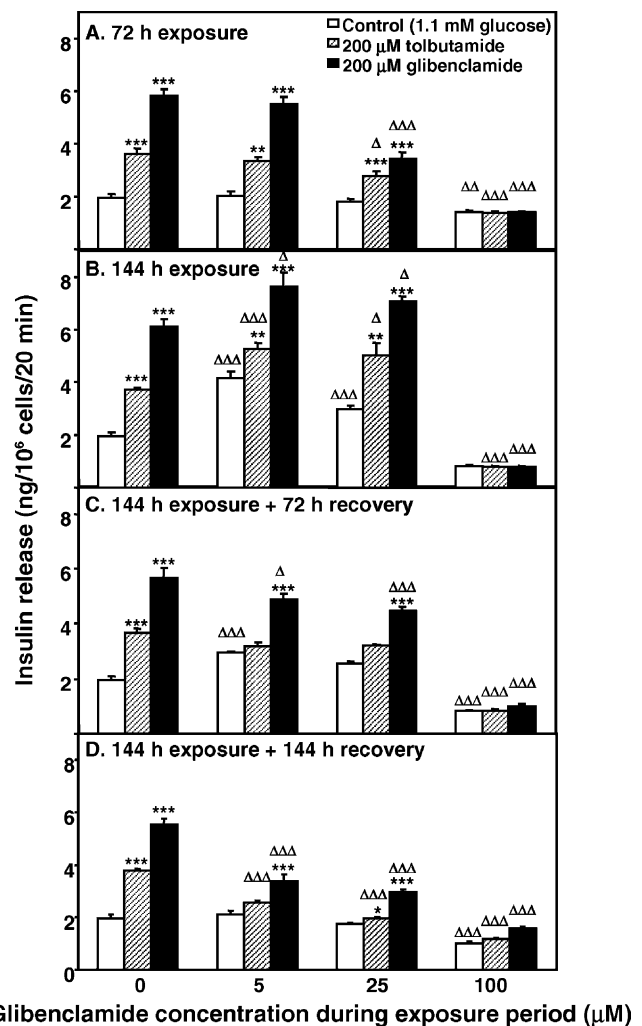 A. 72 h exposure
Control (1.1 mM glucose)
200 μM tolbutamide
200 μM glibenclamide
8
6
4
2
***
***
**
***
Δ
***
ΔΔΔ
***
ΔΔ
ΔΔΔ
ΔΔΔ
B. 144 h exposure
8
6
4
2
***
***
ΔΔΔ
ΔΔΔ
**
Δ
***
ΔΔΔ
Δ
**
Δ
***
ΔΔΔ
ΔΔΔ
C. 144 h exposure + 72 h recovery
8
6
4
2
***
***
ΔΔΔ
Δ
***
ΔΔΔ
***
ΔΔΔ
ΔΔΔ
ΔΔΔ
D. 144 h exposure + 144 h recovery
8
6
4
2
0
***
***
ΔΔΔ
ΔΔΔ
***
ΔΔΔ
*
ΔΔΔ
***
ΔΔΔ
ΔΔΔ
ΔΔΔ
Insulin release (ng/10⁶ cells/20 min)
0 5 25 100
Glibenclamide concentration during exposure period (μM)